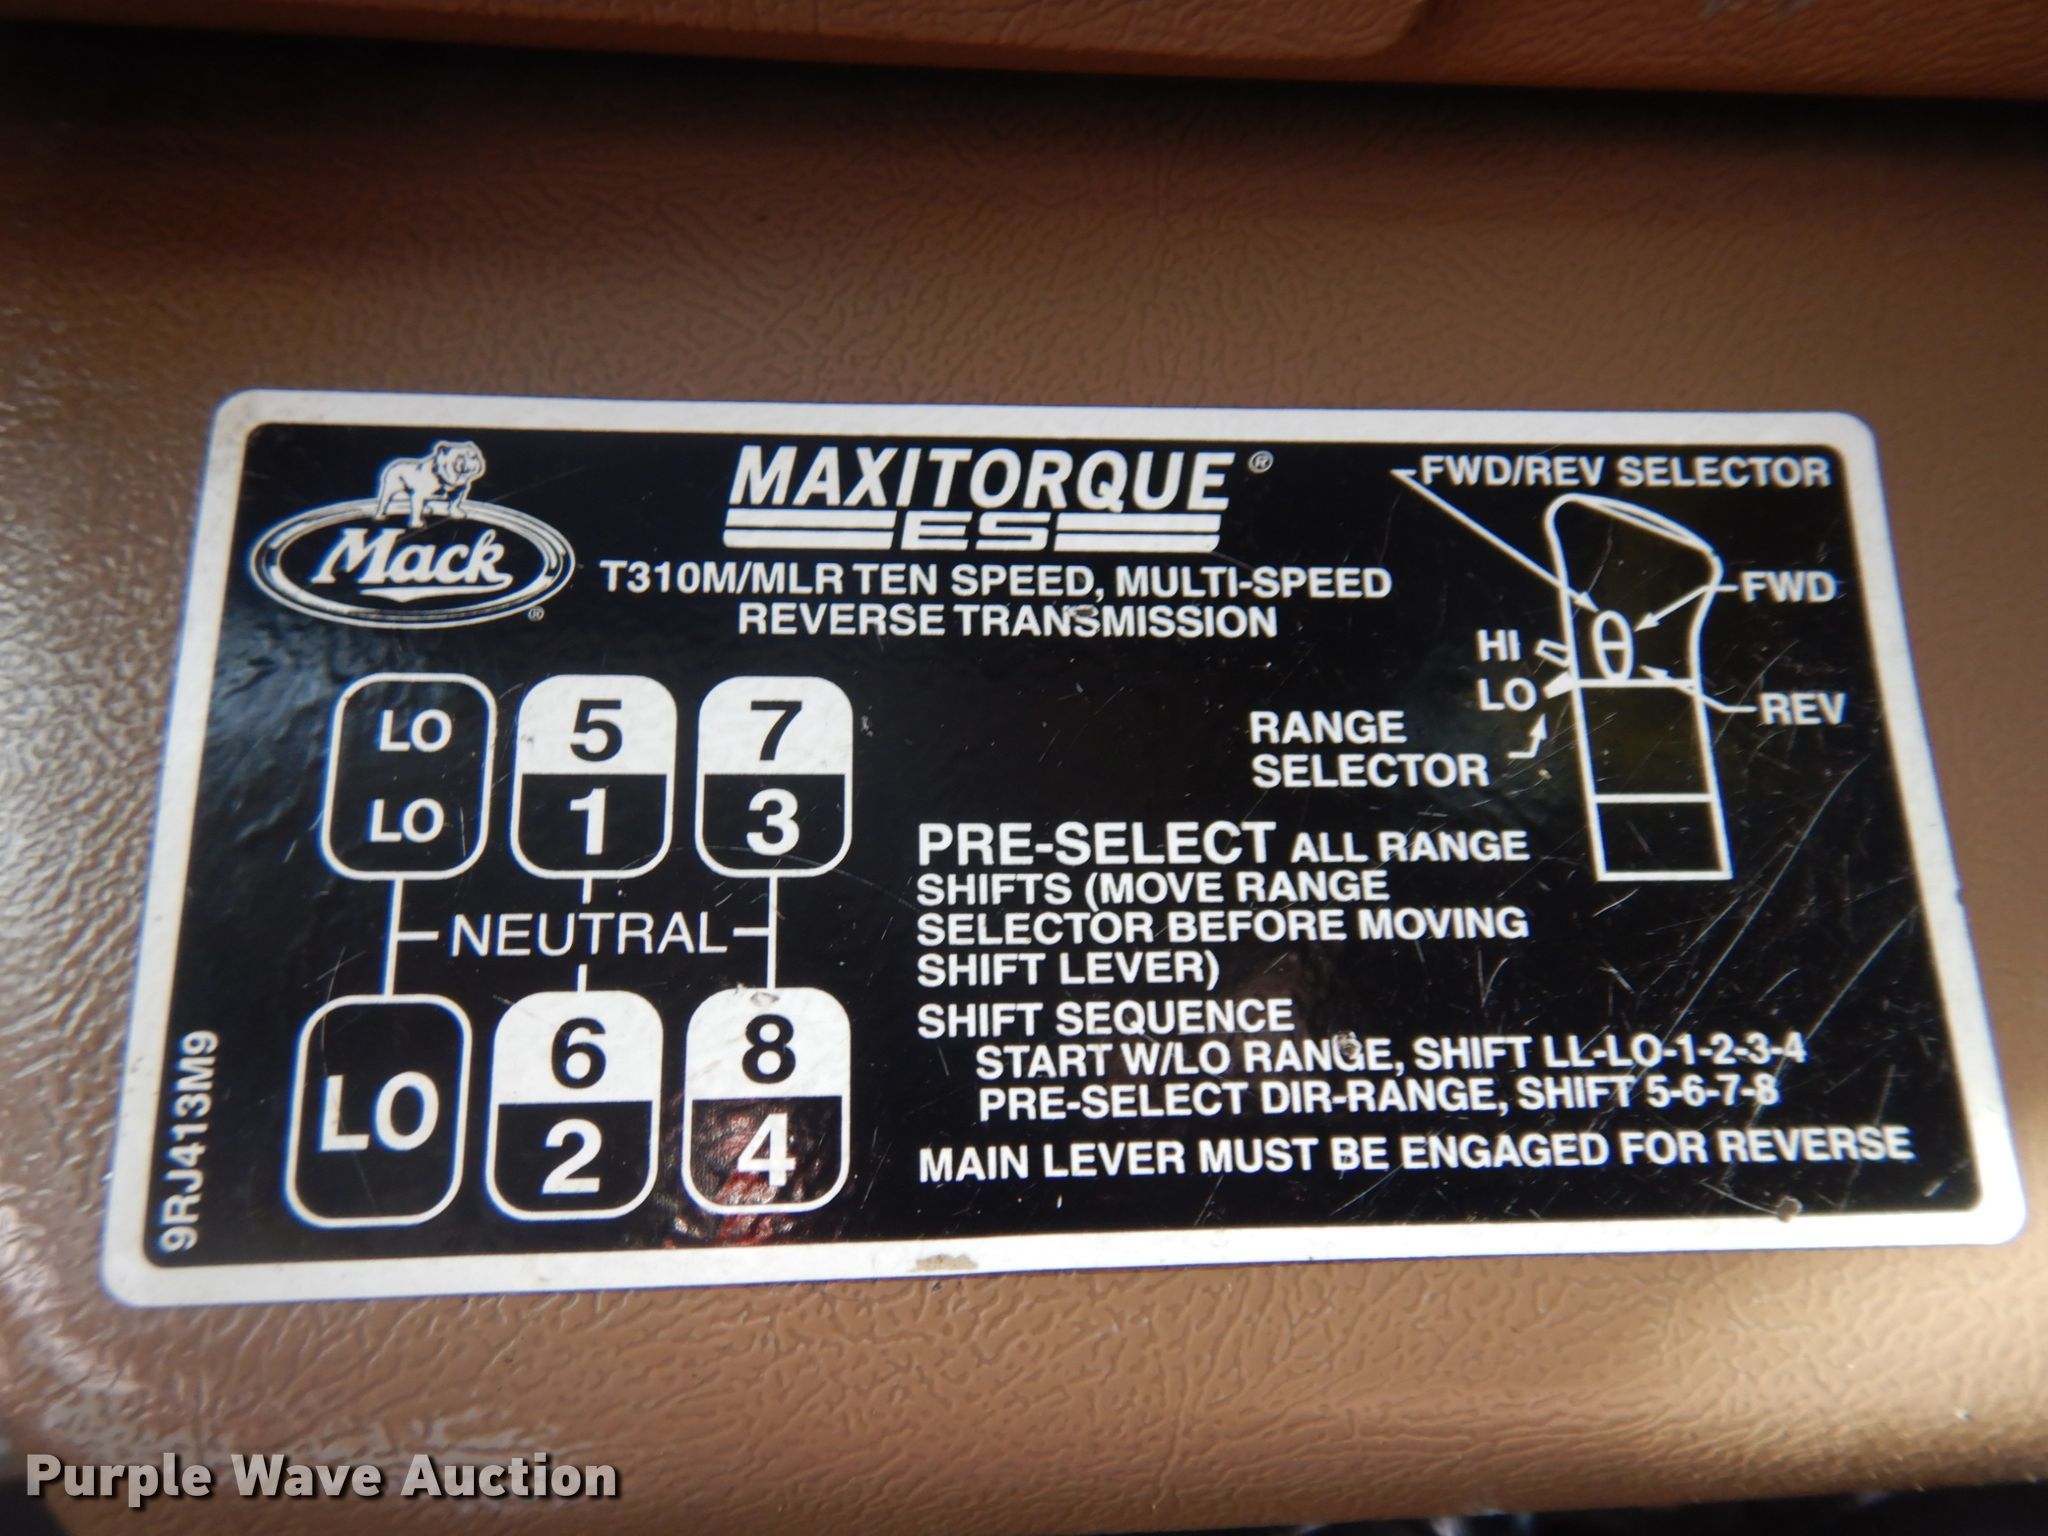 Mack
®
MAXITORQUE®
ES
T310M/MLR TEN SPEED, MULTI-SPEED
REVERSE TRANSMISSION
FWD/REV SELECTOR
FWD
HI
LO
REV
RANGE
SELECTOR
LO
LO
5
1
7
3
NEUTRAL
LO
6
2
8
4
PRE-SELECT ALL RANGE
SHIFTS (MOVE RANGE
SELECTOR BEFORE MOVING
SHIFT LEVER)
SHIFT SEQUENCE
START W/LO RANGE, SHIFT LL-LO-1-2-3-4
PRE-SELECT DIR-RANGE, SHIFT 5-6-7-8
MAIN LEVER MUST BE ENGAGED FOR REVERSE
9RJ413M9
Purple Wave Auction